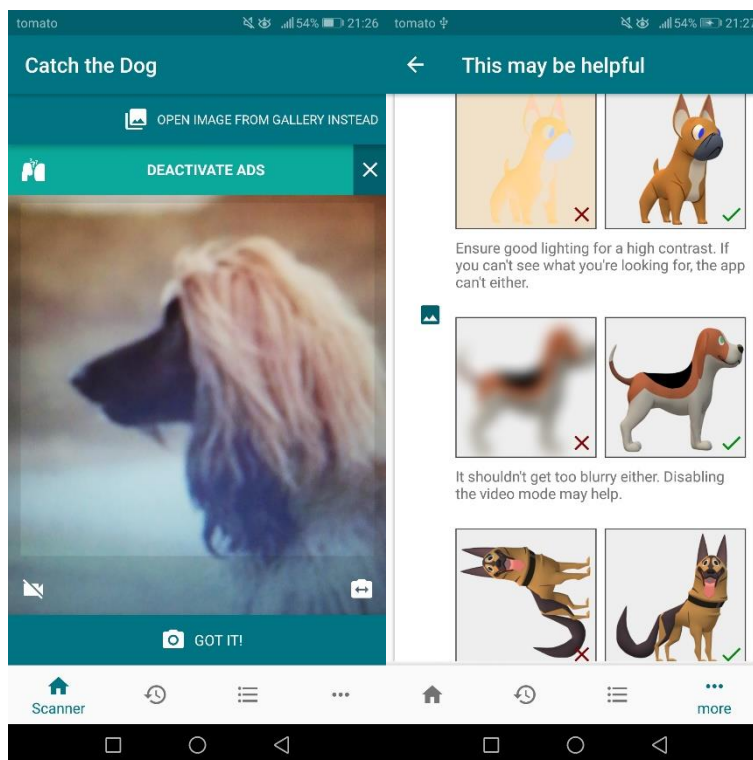 tomato 54% 21:26
Catch the Dog
OPEN IMAGE FROM GALLERY INSTEAD
DEACTIVATE ADS
GOT IT!
Scanner
tomato 54% 21:27
This may be helpful
Ensure good lighting for a high contrast. If
you can't see what you're looking for, the app
can't either.
It shouldn't get too blurry either. Disabling
the video mode may help.
more